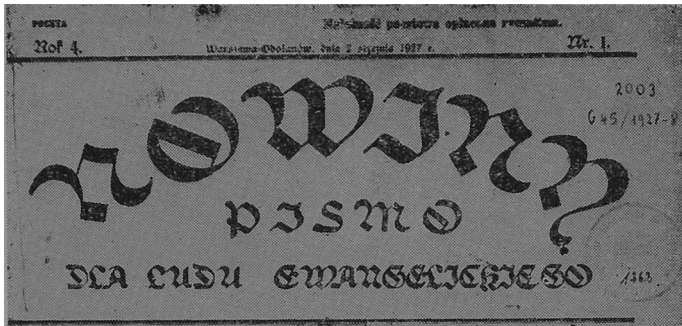 POCZTA
Należność pocztowa opłacona ryczałtem.
Rok 4.
Warszawa-Odolanów, dnia 2 stycznia 1927 r.
Nr. 1.
2003
G 45/1927-8
NOWINY
PISMO
DLA LUDU EWANGELICKIEGO